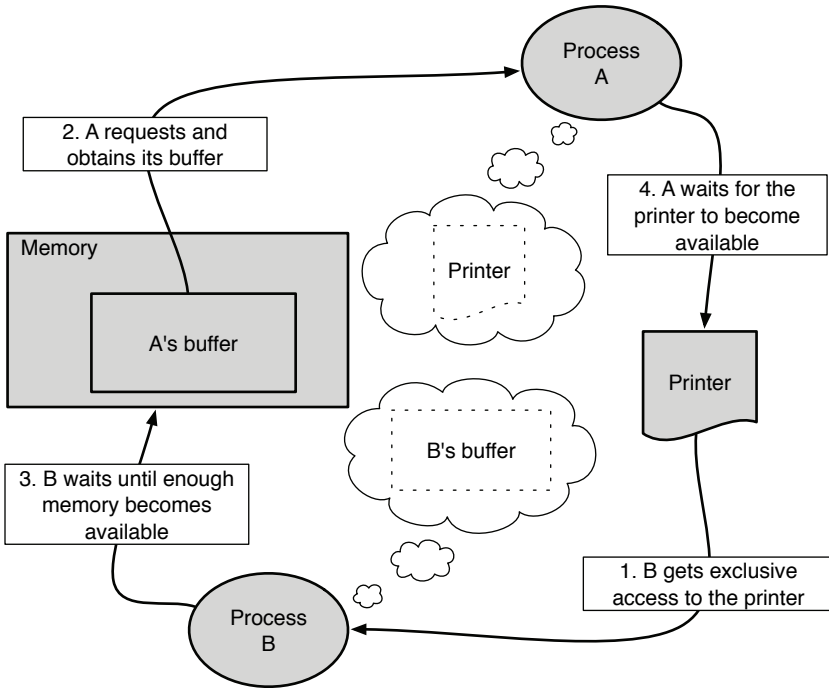 Process
A
2. A requests and
obtains its buffer
4. A waits for the
printer to become
available
Memory
Printer
A's buffer
Printer
B's buffer
3. B waits until enough
memory becomes
available
1. B gets exclusive
access to the printer
Process
B